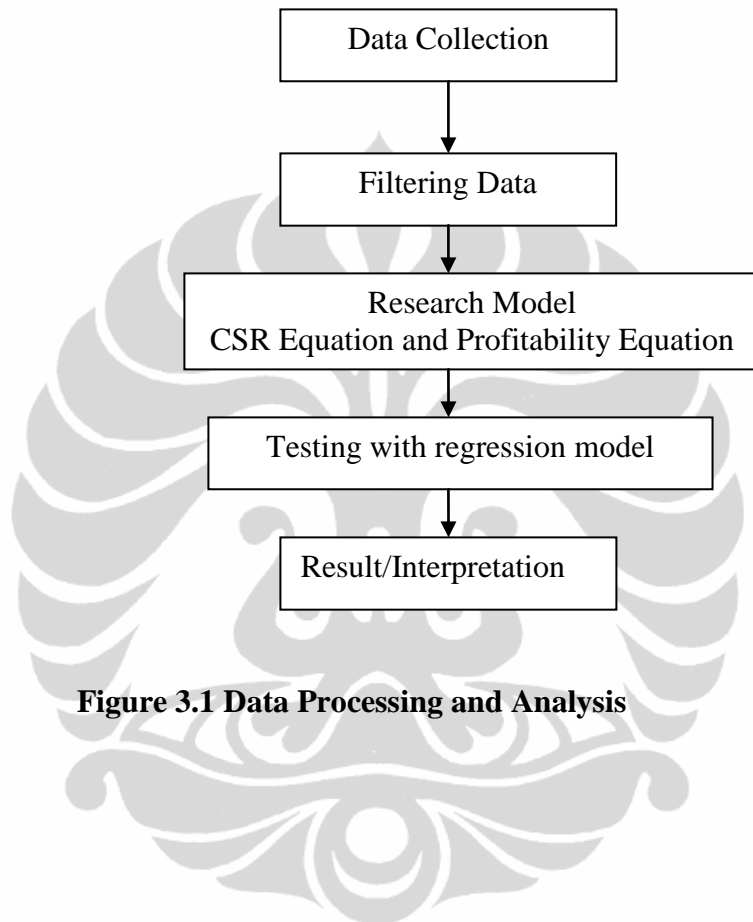 Data Collection
Filtering Data
Research Model
CSR Equation and Profitability Equation
Testing with regression model
Result/Interpretation
Figure 3.1 Data Processing and Analysis